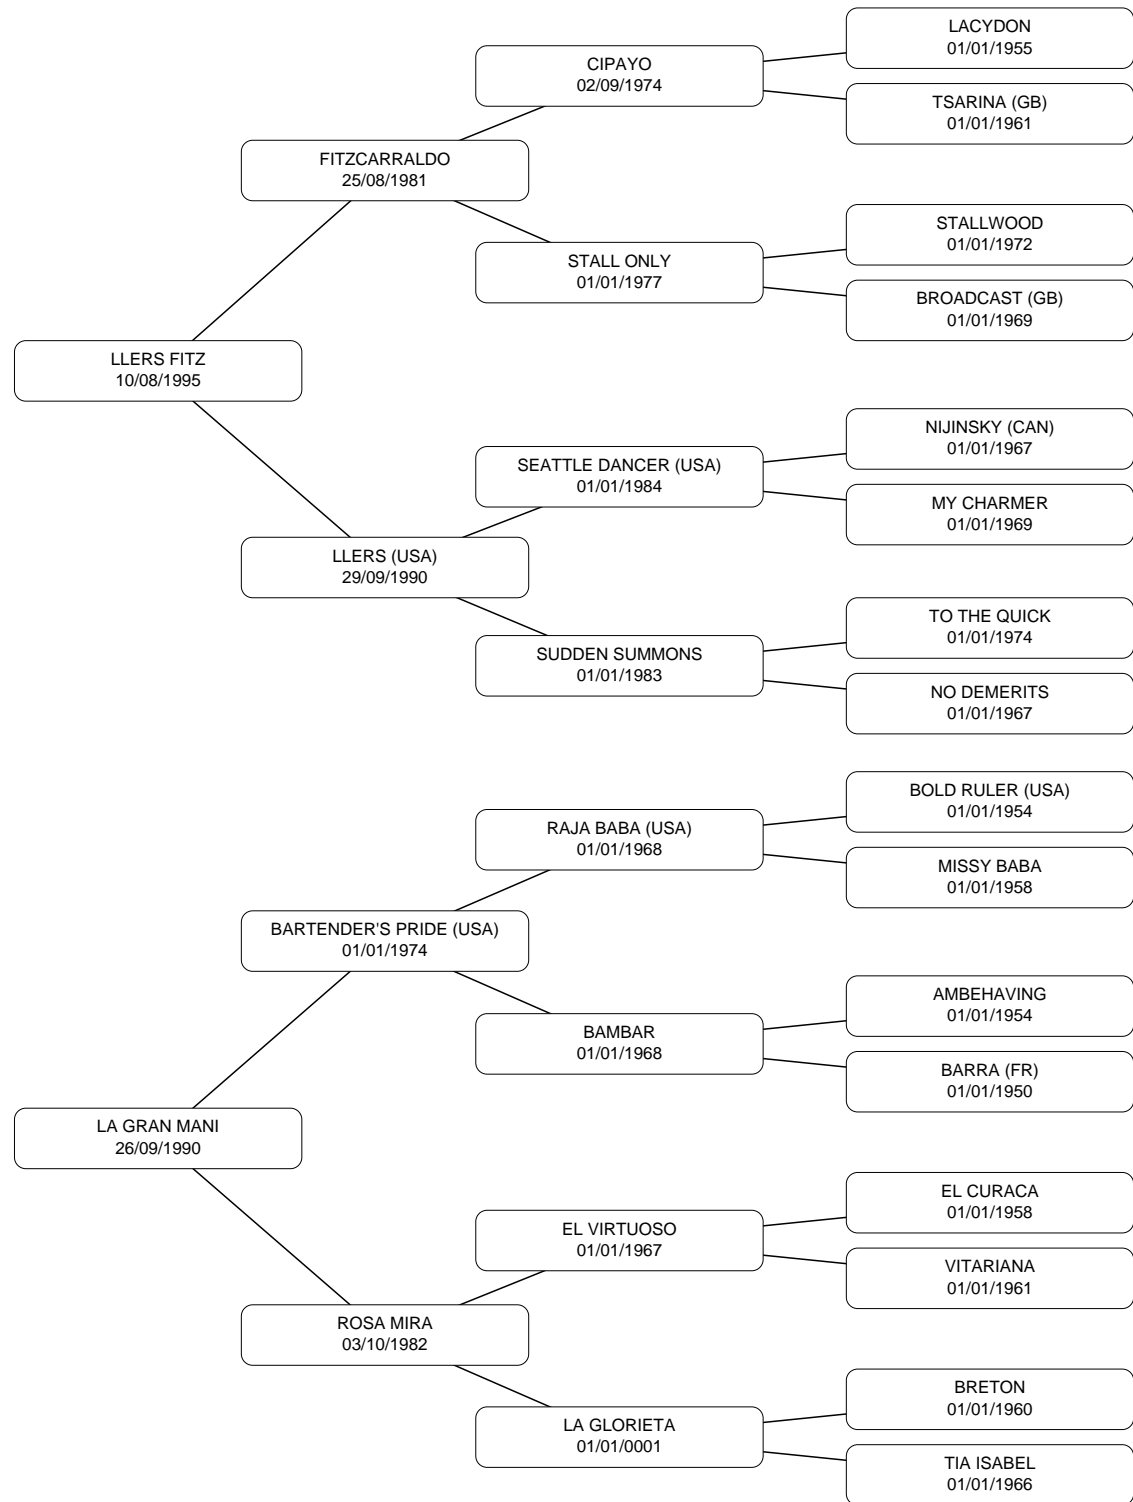 LACYDON
01/01/1955
CIPAYO
02/09/1974
TSARINA (GB)
01/01/1961
FITZCARRALDO
25/08/1981
STALLWOOD
01/01/1972
STALL ONLY
01/01/1977
BROADCAST (GB)
01/01/1969
LLERS FITZ
10/08/1995
NIJINSKY (CAN)
01/01/1967
SEATTLE DANCER (USA)
01/01/1984
MY CHARMER
01/01/1969
LLERS (USA)
29/09/1990
TO THE QUICK
01/01/1974
SUDDEN SUMMONS
01/01/1983
NO DEMERITS
01/01/1967
BOLD RULER (USA)
01/01/1954
RAJA BABA (USA)
01/01/1968
MISSY BABA
01/01/1958
BARTENDER'S PRIDE (USA)
01/01/1974
AMBEHAVING
01/01/1954
BAMBAR
01/01/1968
BARRA (FR)
01/01/1950
LA GRAN MANI
26/09/1990
EL CURACA
01/01/1958
EL VIRTUOSO
01/01/1967
VITARIANA
01/01/1961
ROSA MIRA
03/10/1982
BRETON
01/01/1960
LA GLORIETA
01/01/0001
TIA ISABEL
01/01/1966